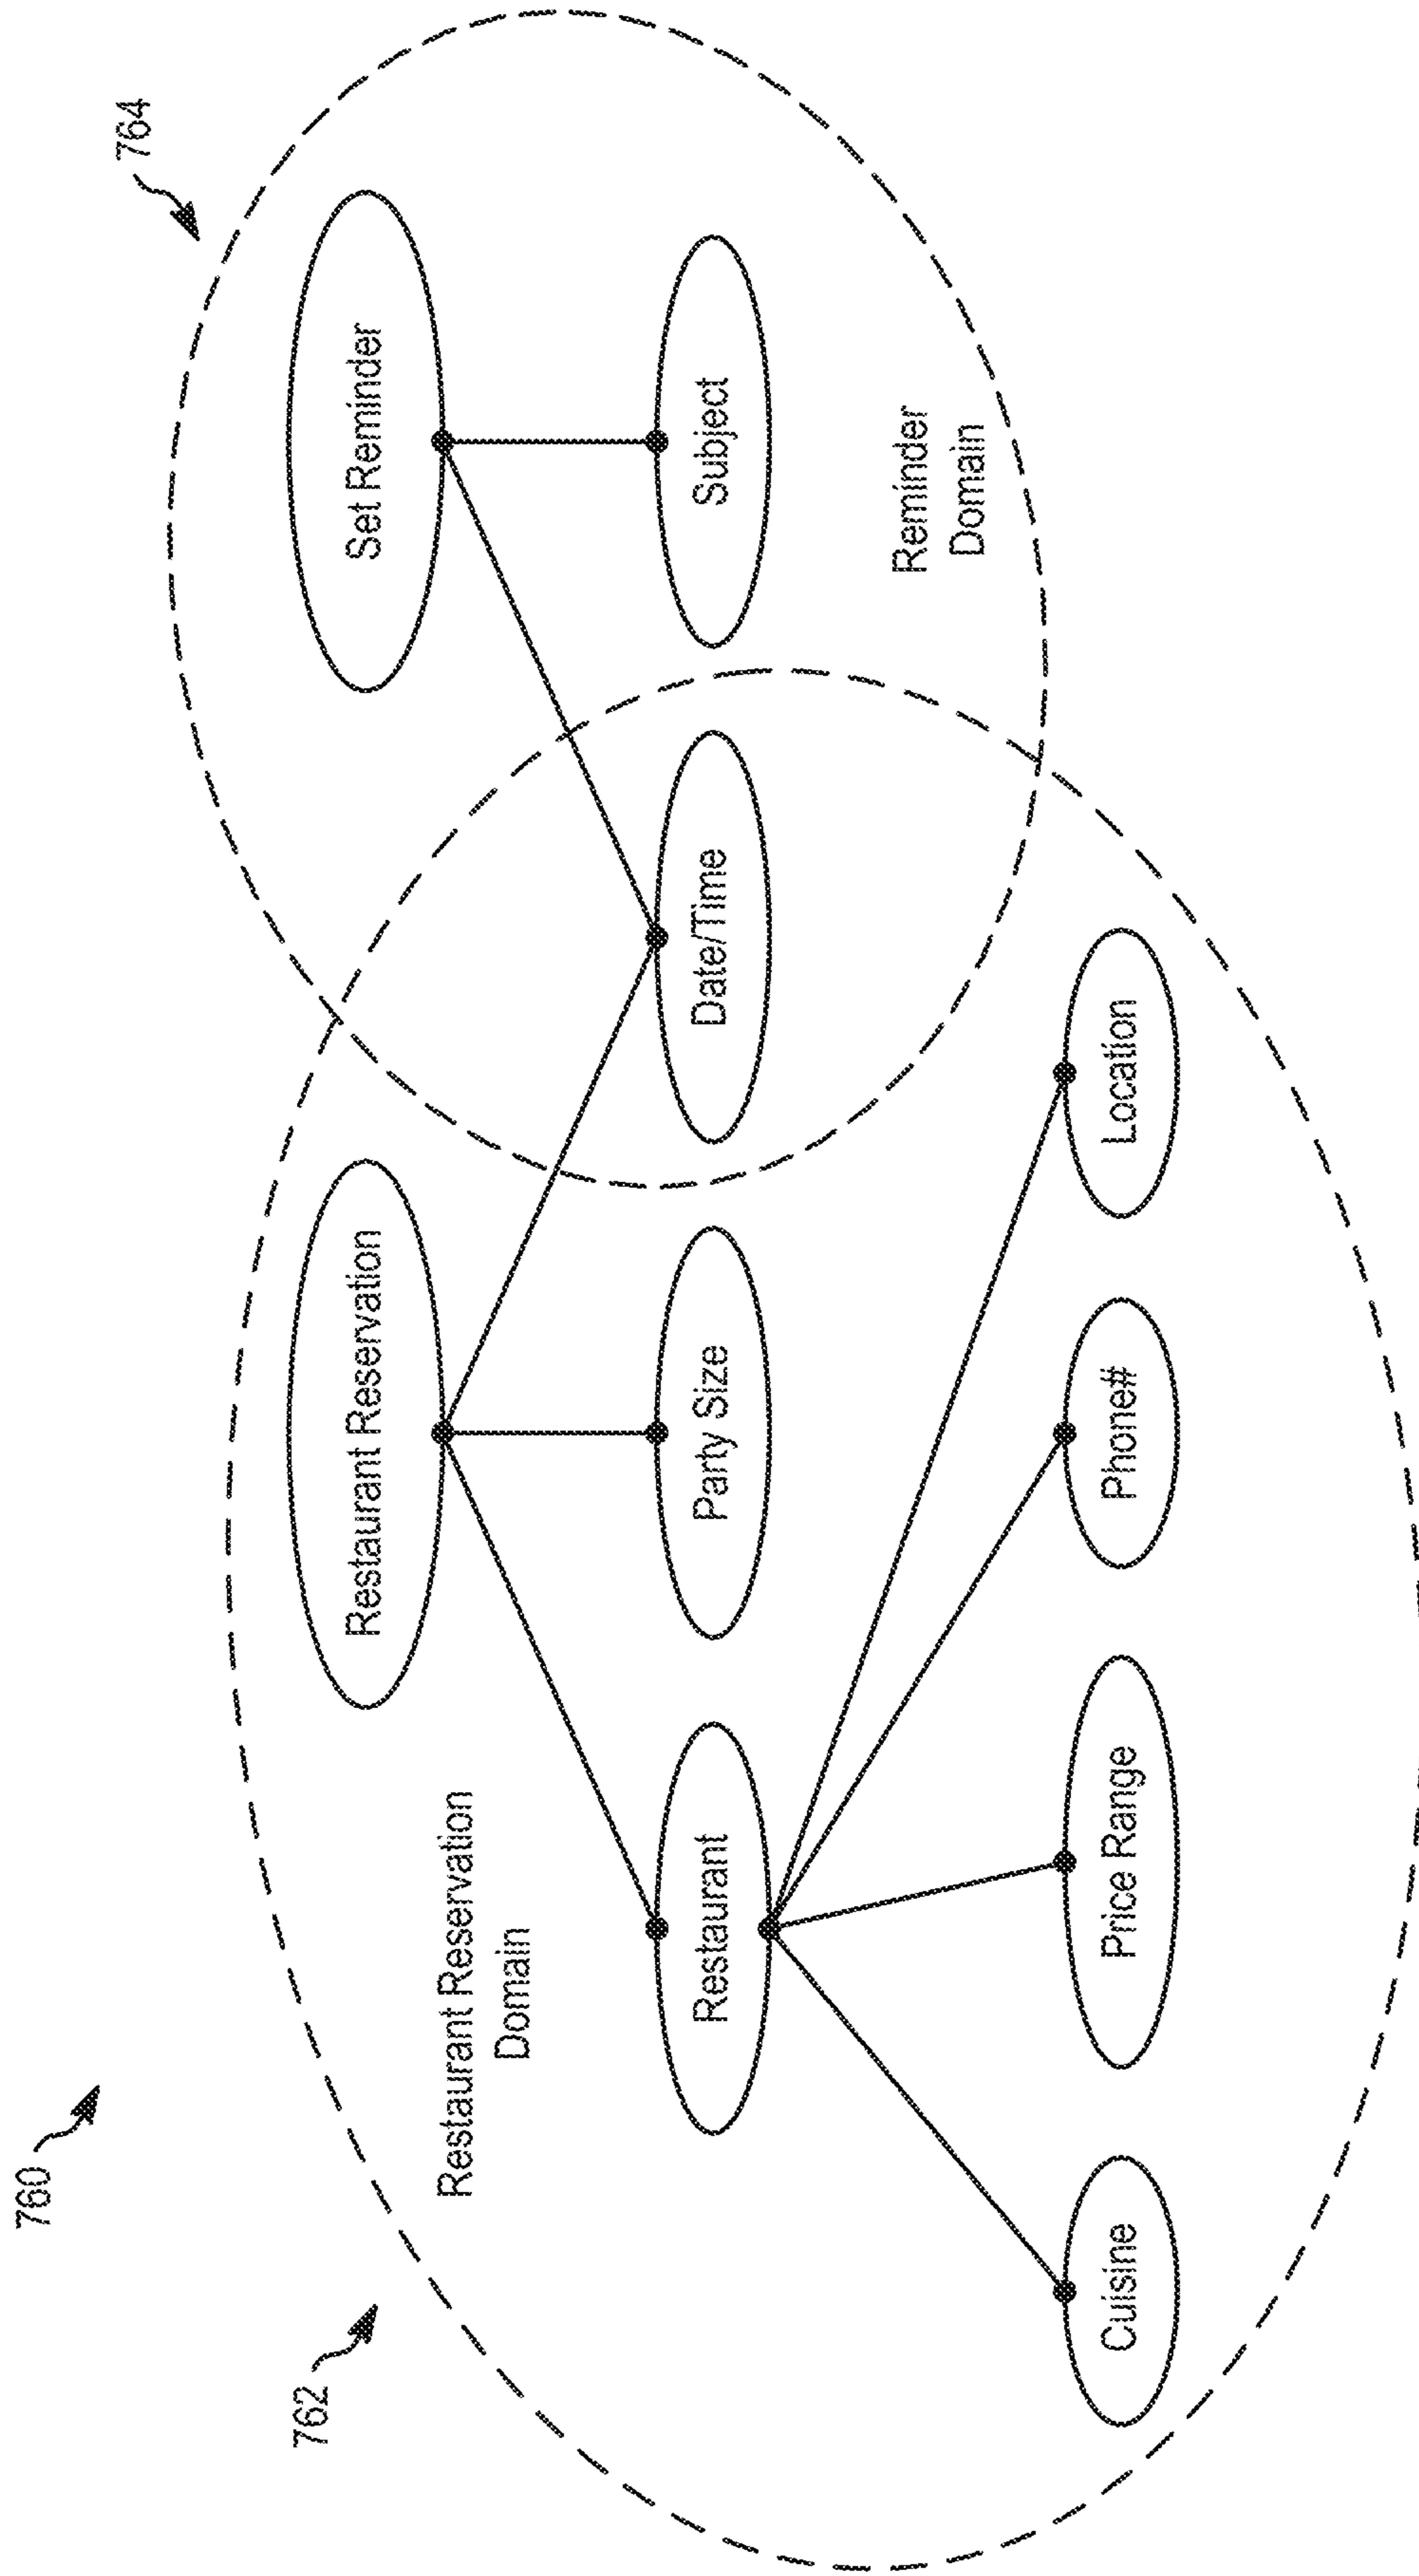 760
762
764
Restaurant Reservation
Set Reminder
Restaurant Reservation
Domain
Restaurant
Party Size
Date/Time
Subject
Reminder
Domain
Cuisine
Price Range
Phone#
Location